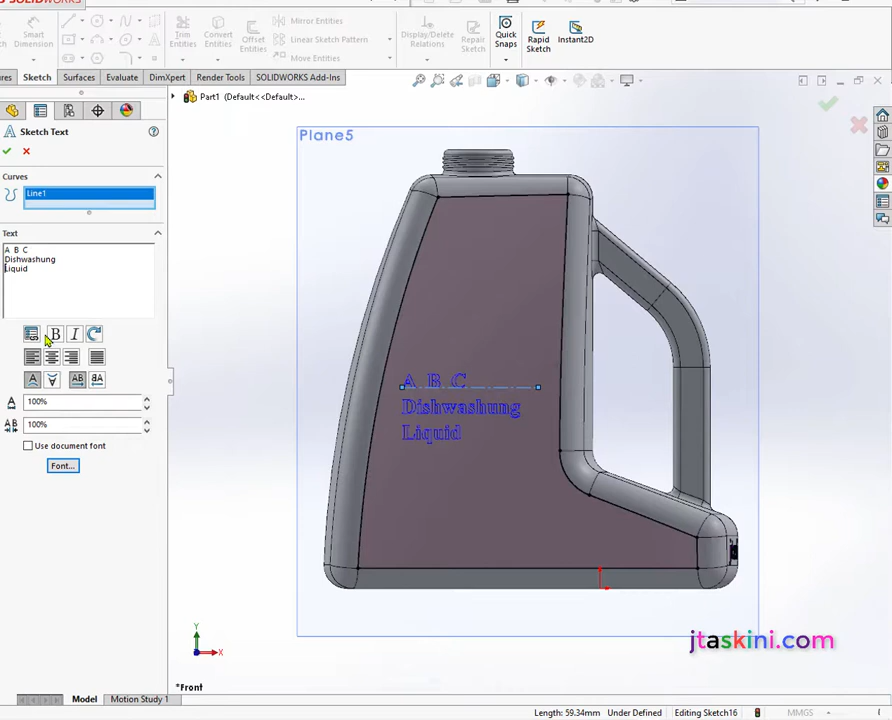 SOLIDWORKS
Smart Dimension
Trim Entities
Convert Entities
Offset Entities
Mirror Entities
Linear Sketch Pattern
Move Entities
Display/Delete Relations
Repair Sketch
Quick Snaps
Rapid Sketch
Instant2D
Sketch Surfaces Evaluate DimXpert Render Tools SOLIDWORKS Add-Ins
Part1 (Default<<Default>...
Sketch Text
Curves
Line1
Text
A B C
Dishwashung
Liquid
100%
100%
Use document font
Font...
Plane5
A B C
Dishwashung
Liquid
jtaskini.com
Y
X
*Front
Model Motion Study 1
Length: 59.34mm Under Defined Editing Sketch16 MMGS